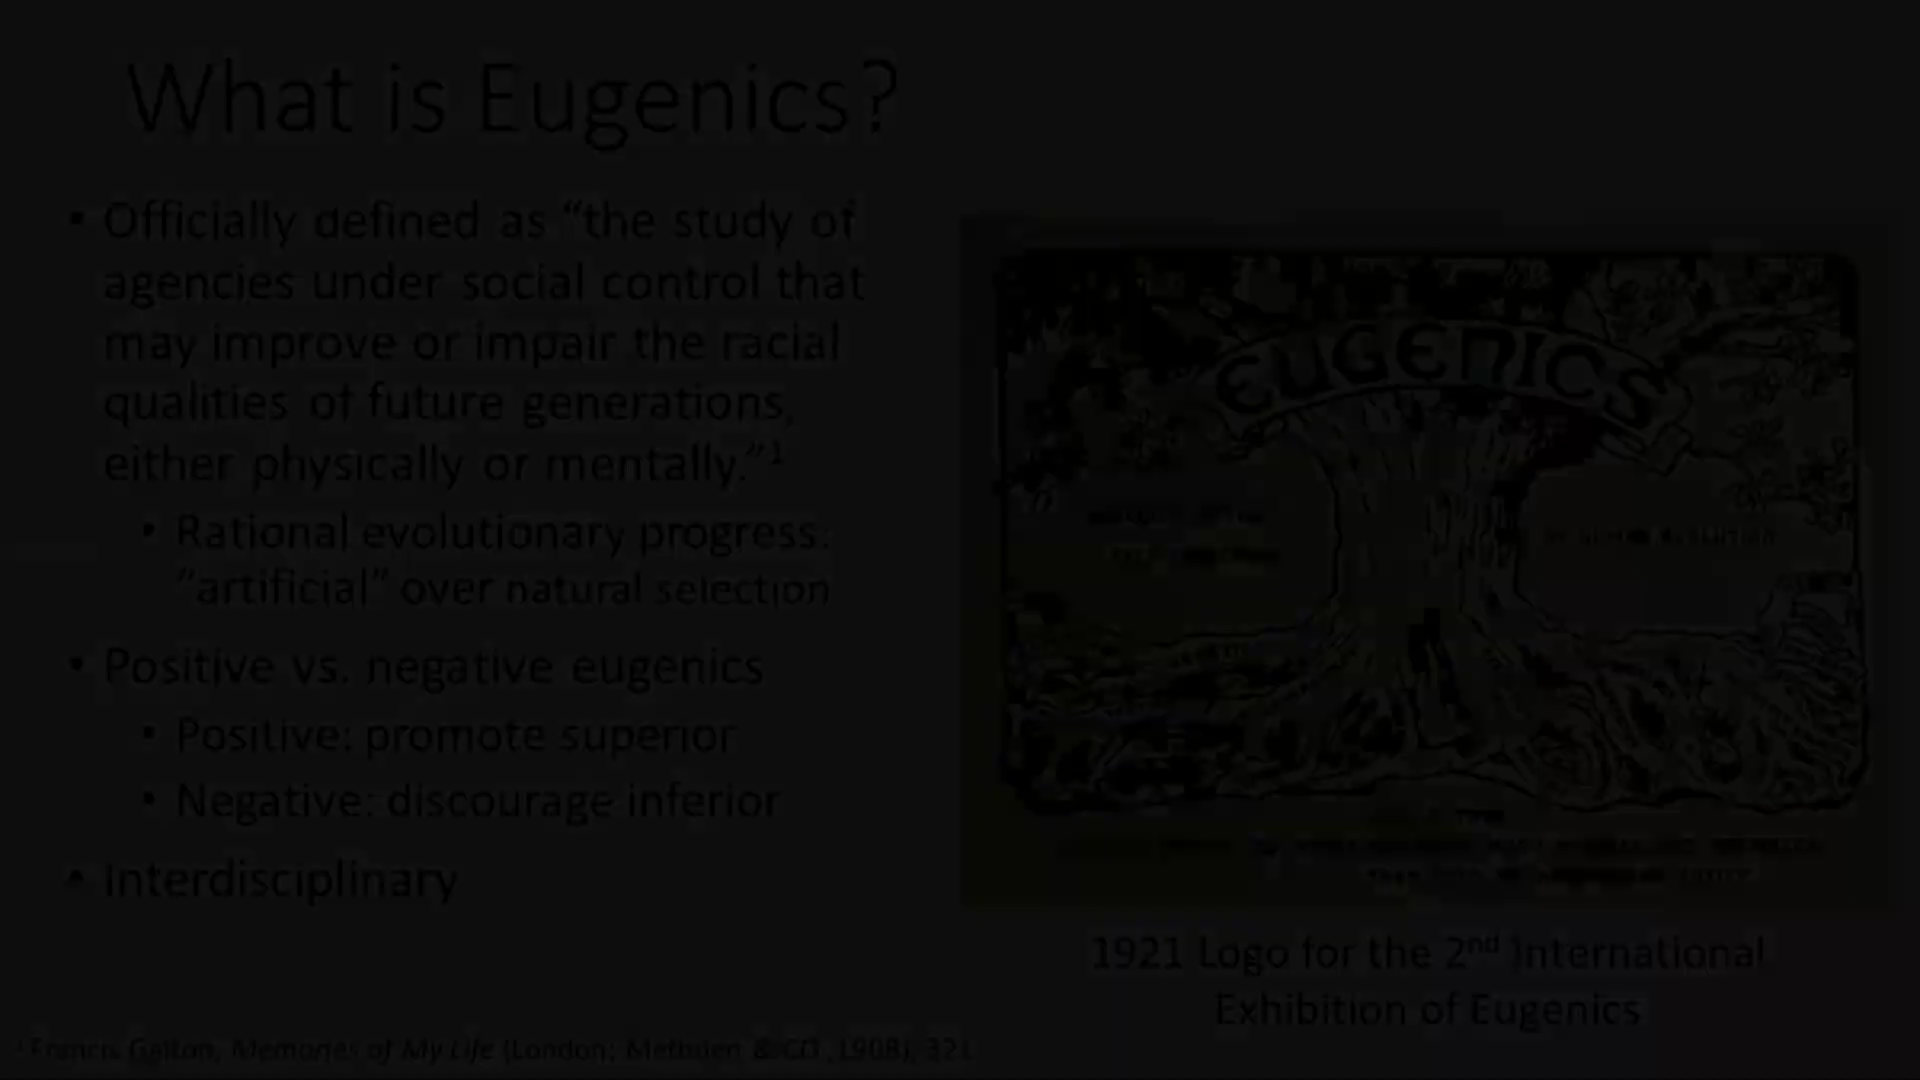 What is Eugenics?
• Officially defined as “the study of
agencies under social control that
may improve or impair the racial
qualities of future generations,
either physically or mentally.”1
• Rational evolutionary progress:
“artificial” over natural selection
• Positive vs. negative eugenics
• Positive: promote superior
• Negative: discourage inferior
• Interdisciplinary
EUGENICS
1921 Logo for the 2nd International
Exhibition of Eugenics
1 Francis Galton, Memories of My Life (London: Methuen & CO, 1908), 321